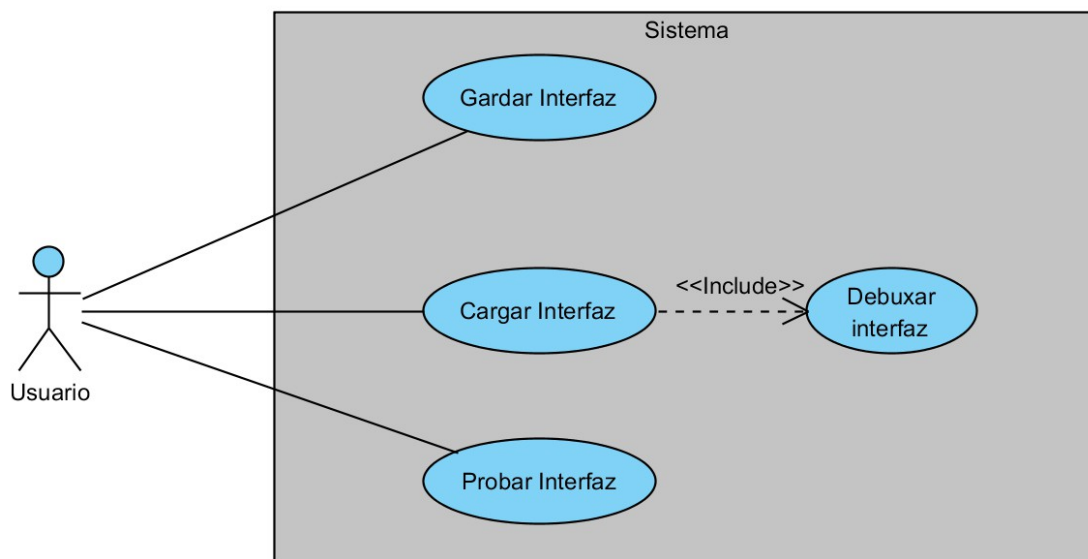 Sistema
Gardar Interfaz
<<Include>>
Cargar Interfaz
Debuxar
interfaz
Usuario
Probar Interfaz